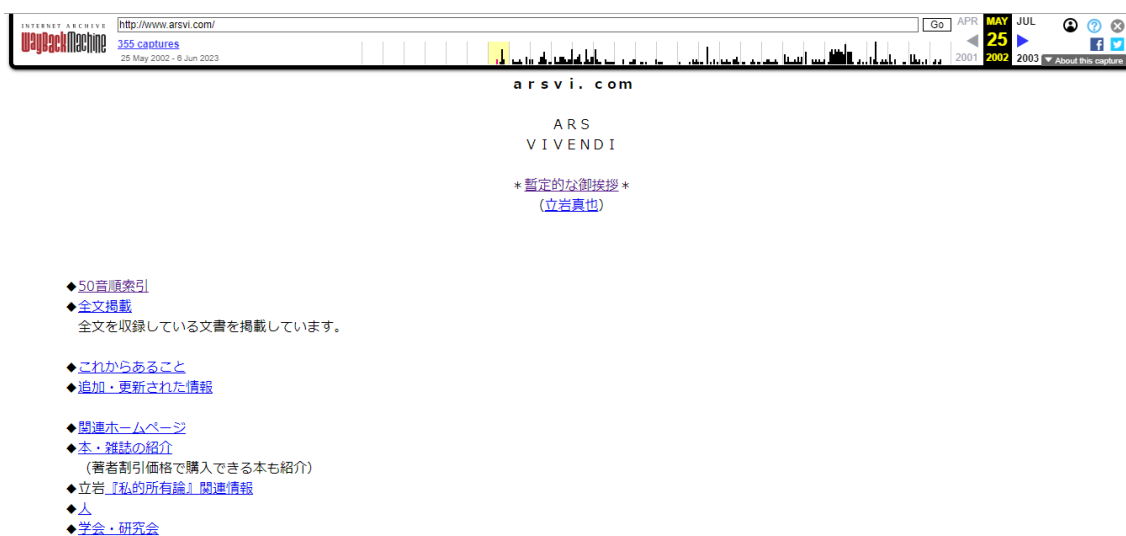 INTERNET ARCHIVE
WayBackMachine
http://www.arsvi.com/
Go
355 captures
25 May 2002 - 6 Jun 2023
APR MAY JUL
25
2001 2002 2003
About this capture
arsvi. com
ＡＲＳ
ＶＩＶＥＮＤＩ
＊暫定的な御挨拶＊
（立岩真也）
◆50音順索引
◆全文掲載
全文を収録している文書を掲載しています。
◆これからあること
◆追加・更新された情報
◆関連ホームページ
◆本・雑誌の紹介
（著者割引価格で購入できる本も紹介）
◆立岩『私的所有論』関連情報
◆人
◆学会・研究会